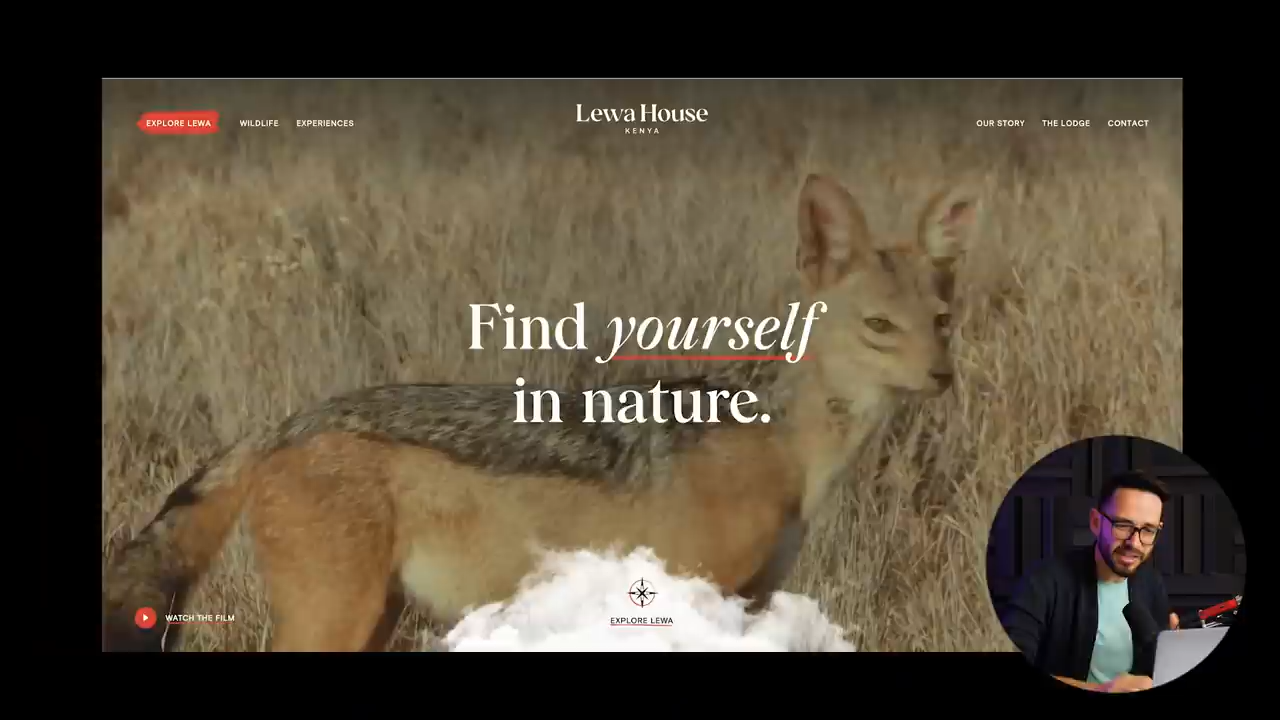 EXPLORE LEWA
WILDLIFE
EXPERIENCES
Lewa House
KENYA
OUR STORY
THE LODGE
CONTACT
Find yourself
in nature.
WATCH THE FILM
EXPLORE LEWA